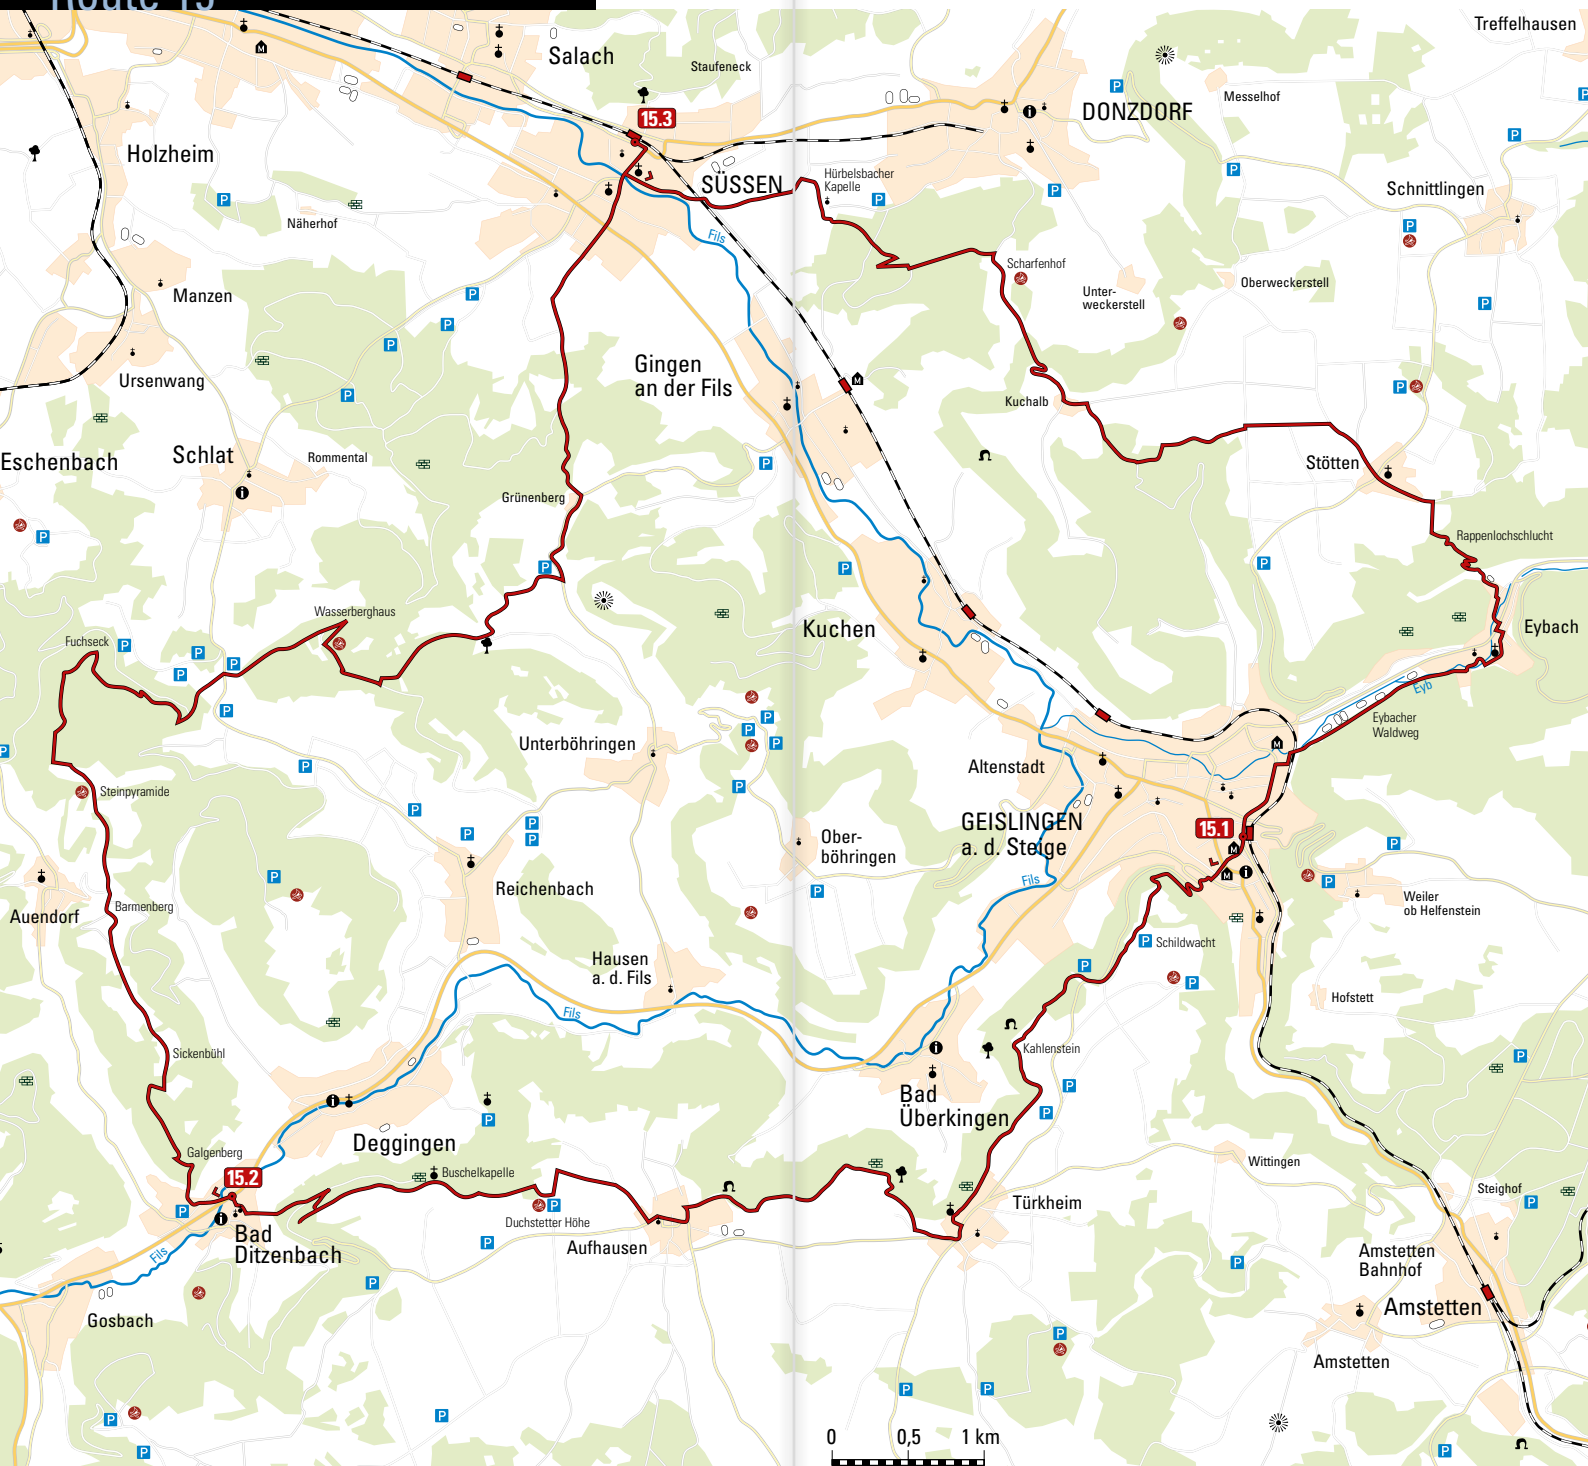 Route 15
Treffelhausen
Salach
Staufeneck
15.3
DONZDORF
Messelhof
Holzheim
Hürbelsbacher
Kapelle
SÜSSEN
Schnittlingen
Näherhof
Fils
Scharfenhof
Manzen
Unter-
weckerstell
Oberweckerstell
Gingen
an der Fils
Ursenwang
Kuchalb
Eschenbach
Schlat
Rommental
Stötten
Grünenberg
Rappenlochschlucht
Wasserberghaus
Fuchseck
Kuchen
Eybach
Eyb
Eybacher
Waldweg
Unterböhringen
Altenstadt
Steinpyramide
GEISLINGEN
a. d. Steige
15.1
Ober-
böhringen
Reichenbach
Fils
Weiler
ob Helfenstein
Barmenberg
Auendorf
Schildwacht
Hausen
a. d. Fils
Hofstett
Fils
Sickenbühl
Kahlenstein
Bad
Überkingen
Deggingen
Galgenberg
15.2
Buschelkapelle
Wittingen
Steighof
Türkheim
Duchstetter Höhe
Bad
Ditzenbach
Aufhausen
Fils
Amstetten
Bahnhof
Amstetten
Gosbach
Amstetten
0 0,5 1 km